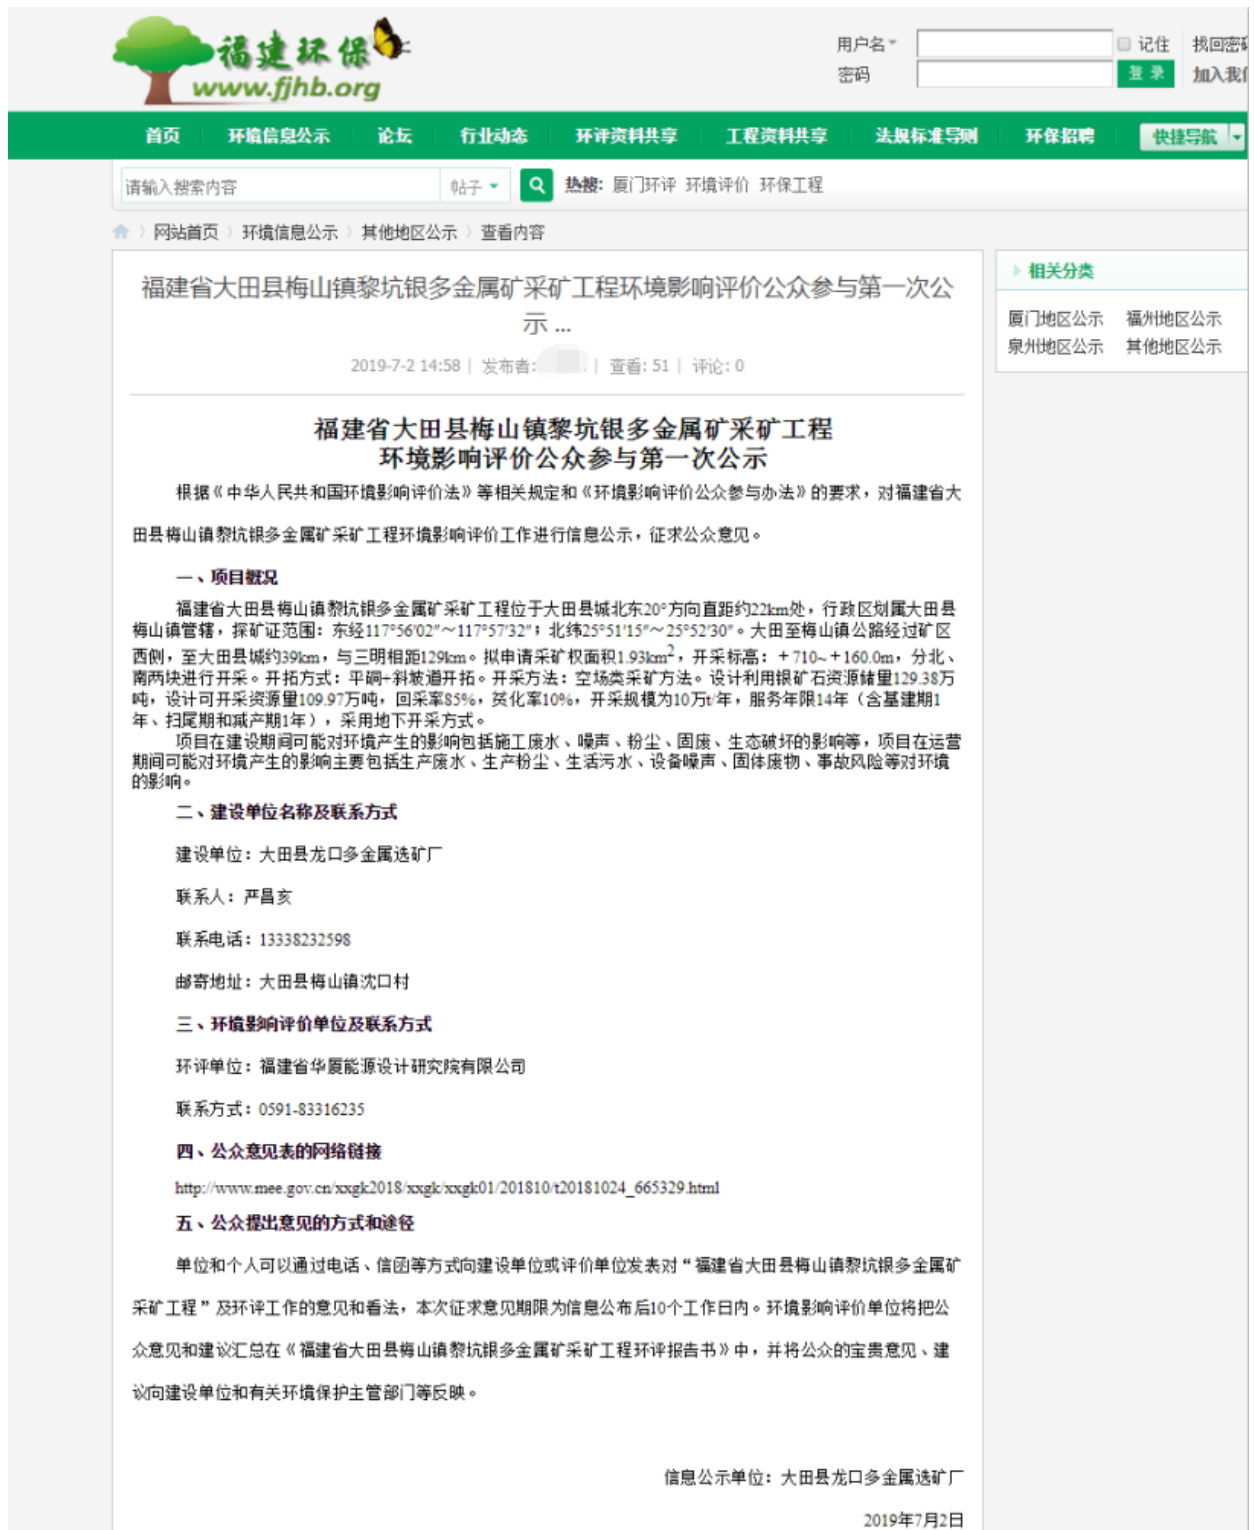 福建环保
www.fjhb.org
用户名
记住
找回密码
密码
登录
加入我们
首页 环境信息公示 论坛 行业动态 环评资料共享 工程资料共享 法规标准导则 环保招聘 快捷导航
请输入搜索内容 帖子 热搜: 厦门环评 环境评价 环保工程
网站首页 环境信息公示 其他地区公示 查看内容
福建省大田县梅山镇黎坑银多金属矿采矿工程环境影响评价公众参与第一次公
示 ...
2019-7-2 14:58 | 发布者: | 查看: 51 | 评论: 0
相关分类
厦门地区公示 福州地区公示
泉州地区公示 其他地区公示
福建省大田县梅山镇黎坑银多金属矿采矿工程
环境影响评价公众参与第一次公示
根据《中华人民共和国环境影响评价法》等相关规定和《环境影响评价公众参与办法》的要求，对福建省大
田县梅山镇黎坑银多金属矿采矿工程环境影响评价工作进行信息公示，征求公众意见。
一、项目概况
福建省大田县梅山镇黎坑银多金属矿采矿工程位于大田县城北东20°方向直距约22km处，行政区划属大田县
梅山镇管辖，探矿证范围：东经117°56′02″～117°57′32″；北纬25°51′15″～25°52′30″。大田至梅山镇公路经过矿区
西侧，至大田县城约39km，与三明相距129km。拟申请采矿权面积1.93km²，开采标高：＋710~＋160.0m，分北、
南两块进行开采。开拓方式：平硐+斜坡道开拓。开采方法：空场类采矿方法。设计利用银矿石资源储量129.38万
吨，设计可开采资源量109.97万吨，回采率85%，贫化率10%，开采规模为10万t/年，服务年限14年（含基建期1
年、扫尾期和减产期1年），采用地下开采方式。
项目在建设期间可能对环境产生的影响包括施工废水、噪声、粉尘、固废、生态破坏的影响等，项目在运营
期间可能对环境产生的影响主要包括生产废水、生产粉尘、生活污水、设备噪声、固体废物、事故风险等对环境
的影响。
二、建设单位名称及联系方式
建设单位：大田县龙口多金属选矿厂
联系人：严昌亥
联系电话：13338232598
邮寄地址：大田县梅山镇沈口村
三、环境影响评价单位及联系方式
环评单位：福建省华厦能源设计研究院有限公司
联系方式：0591-83316235
四、公众意见表的网络链接
http://www.mee.gov.cn/xxgk2018/xxgk/xxgk01/201810/t20181024_665329.html
五、公众提出意见的方式和途径
单位和个人可以通过电话、信函等方式向建设单位或评价单位发表对“福建省大田县梅山镇黎坑银多金属矿
采矿工程”及环评工作的意见和看法，本次征求意见期限为信息公布后10个工作日内。环境影响评价单位将把公
众意见和建议汇总在《福建省大田县梅山镇黎坑银多金属矿采矿工程环评报告书》中，并将公众的宝贵意见、建
议向建设单位和有关环境保护主管部门等反映。
信息公示单位：大田县龙口多金属选矿厂
2019年7月2日